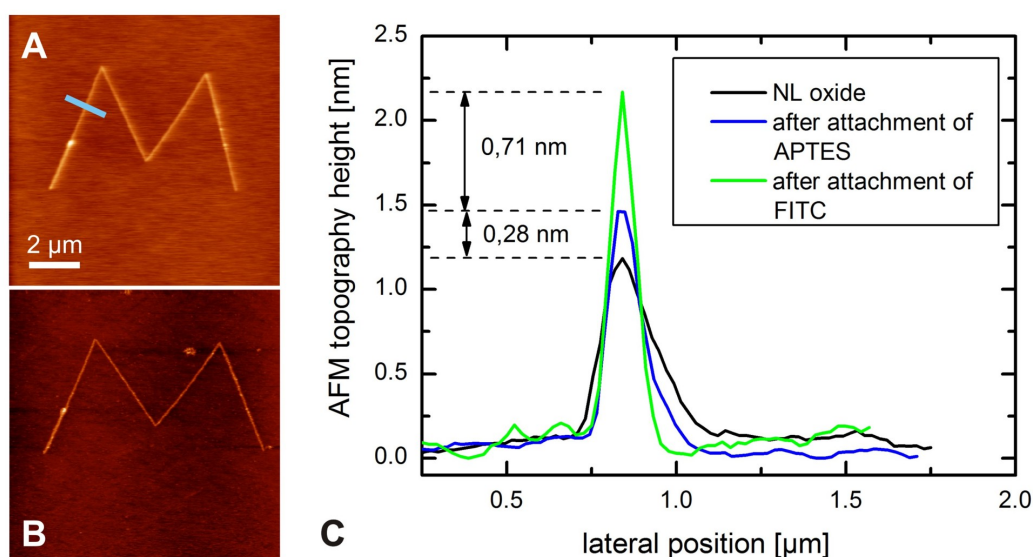 A
2 µm
B
C
AFM topography height [nm]
2.5
2.0
1.5
1.0
0.5
0.0
0,71 nm
0,28 nm
NL oxide
after attachment of
APTES
after attachment of
FITC
0.5
1.0
1.5
2.0
lateral position [µm]